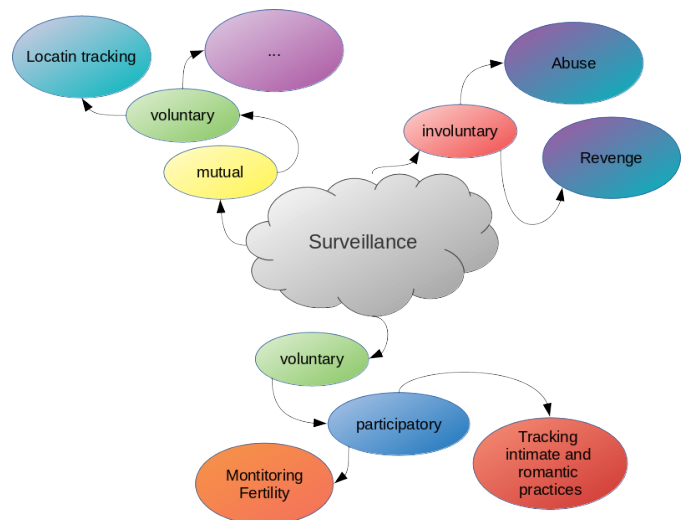 Locatin tracking
...
Abuse
voluntary
involuntary
Revenge
mutual
Surveillance
voluntary
participatory
Tracking
intimate and
romantic
practices
Montitoring
Fertility